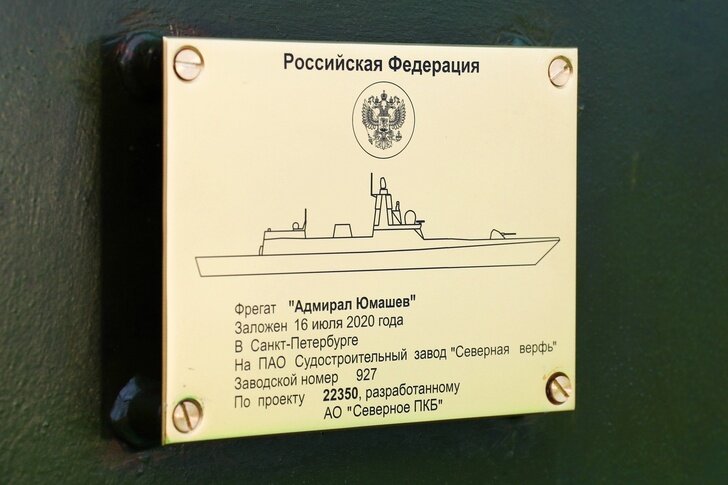 Российская Федерация
Фрегат "Адмирал Юмашев"
Заложен 16 июля 2020 года
В Санкт-Петербурге
На ПАО Судостроительный завод "Северная верфь"
Заводской номер 927
По проекту 22350, разработанному
АО "Северное ПКБ"